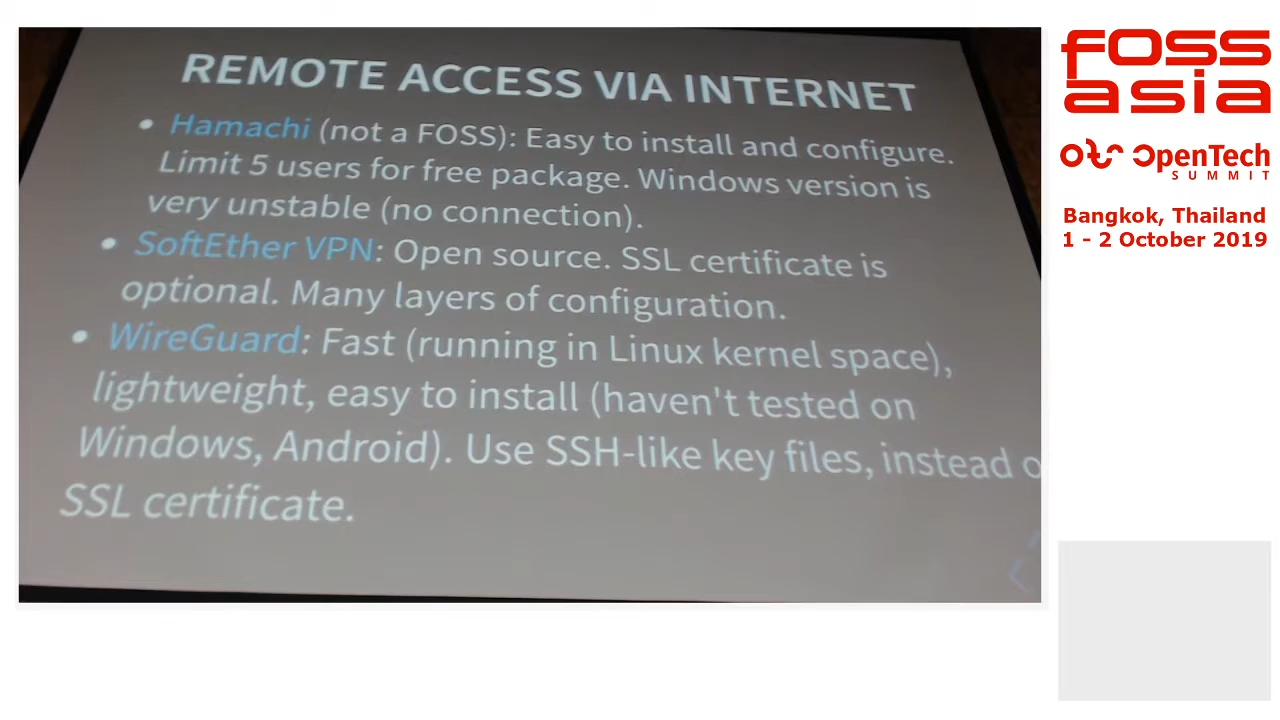 REMOTE ACCESS VIA INTERNET
• Hamachi (not a FOSS): Easy to install and configure.
Limit 5 users for free package. Windows version is
very unstable (no connection).
• SoftEther VPN: Open source. SSL certificate is
optional. Many layers of configuration.
• WireGuard: Fast (running in Linux kernel space),
lightweight, easy to install (haven't tested on
Windows, Android). Use SSH-like key files, instead o
SSL certificate.
FOSS
asia
OpenTech
SUMMIT
Bangkok, Thailand
1 - 2 October 2019